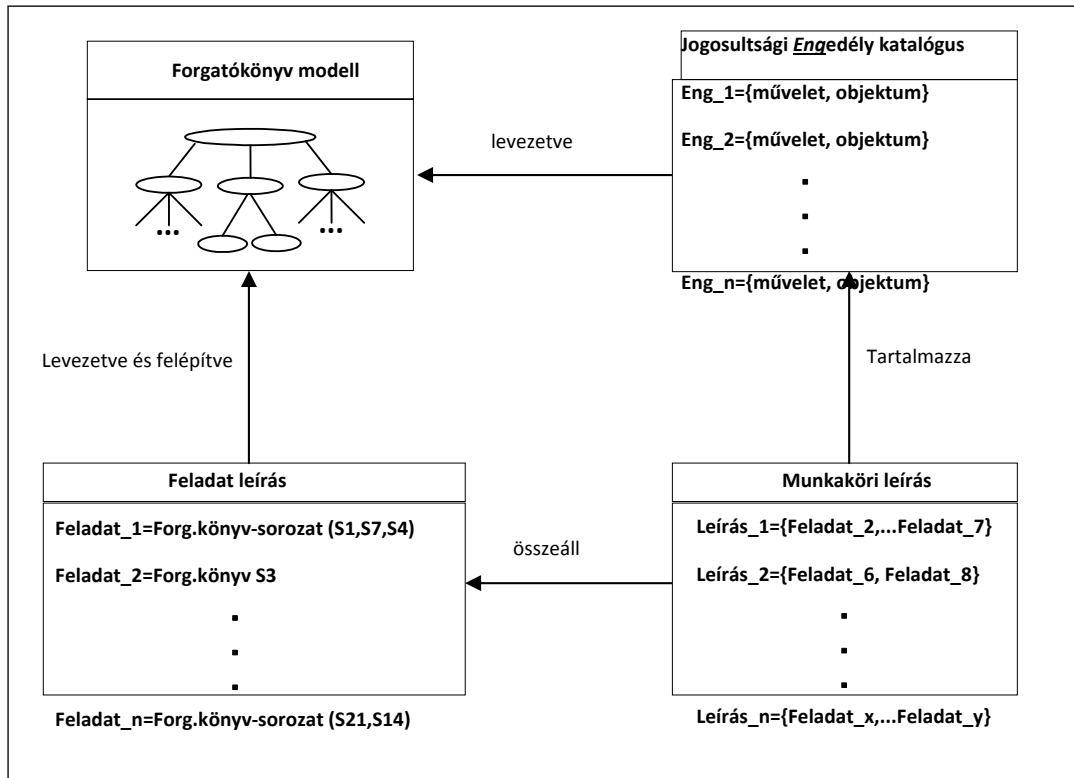 Forgatókönyv modell
Jogosultsági Engedély katalógus
Eng_1={művelet, objektum}
Eng_2={művelet, objektum}
Eng_n={művelet, objektum}
levezetve
Levezetve és felépítve
Tartalmazza
Feladat leírás
Feladat_1=Forg.könyv-sorozat (S1,S7,S4)
Feladat_2=Forg.könyv S3
Feladat_n=Forg.könyv-sorozat (S21,S14)
összeáll
Munkaköri leírás
Leírás_1={Feladat_2,...Feladat_7}
Leírás_2={Feladat_6, Feladat_8}
Leírás_n={Feladat_x,...Feladat_y}